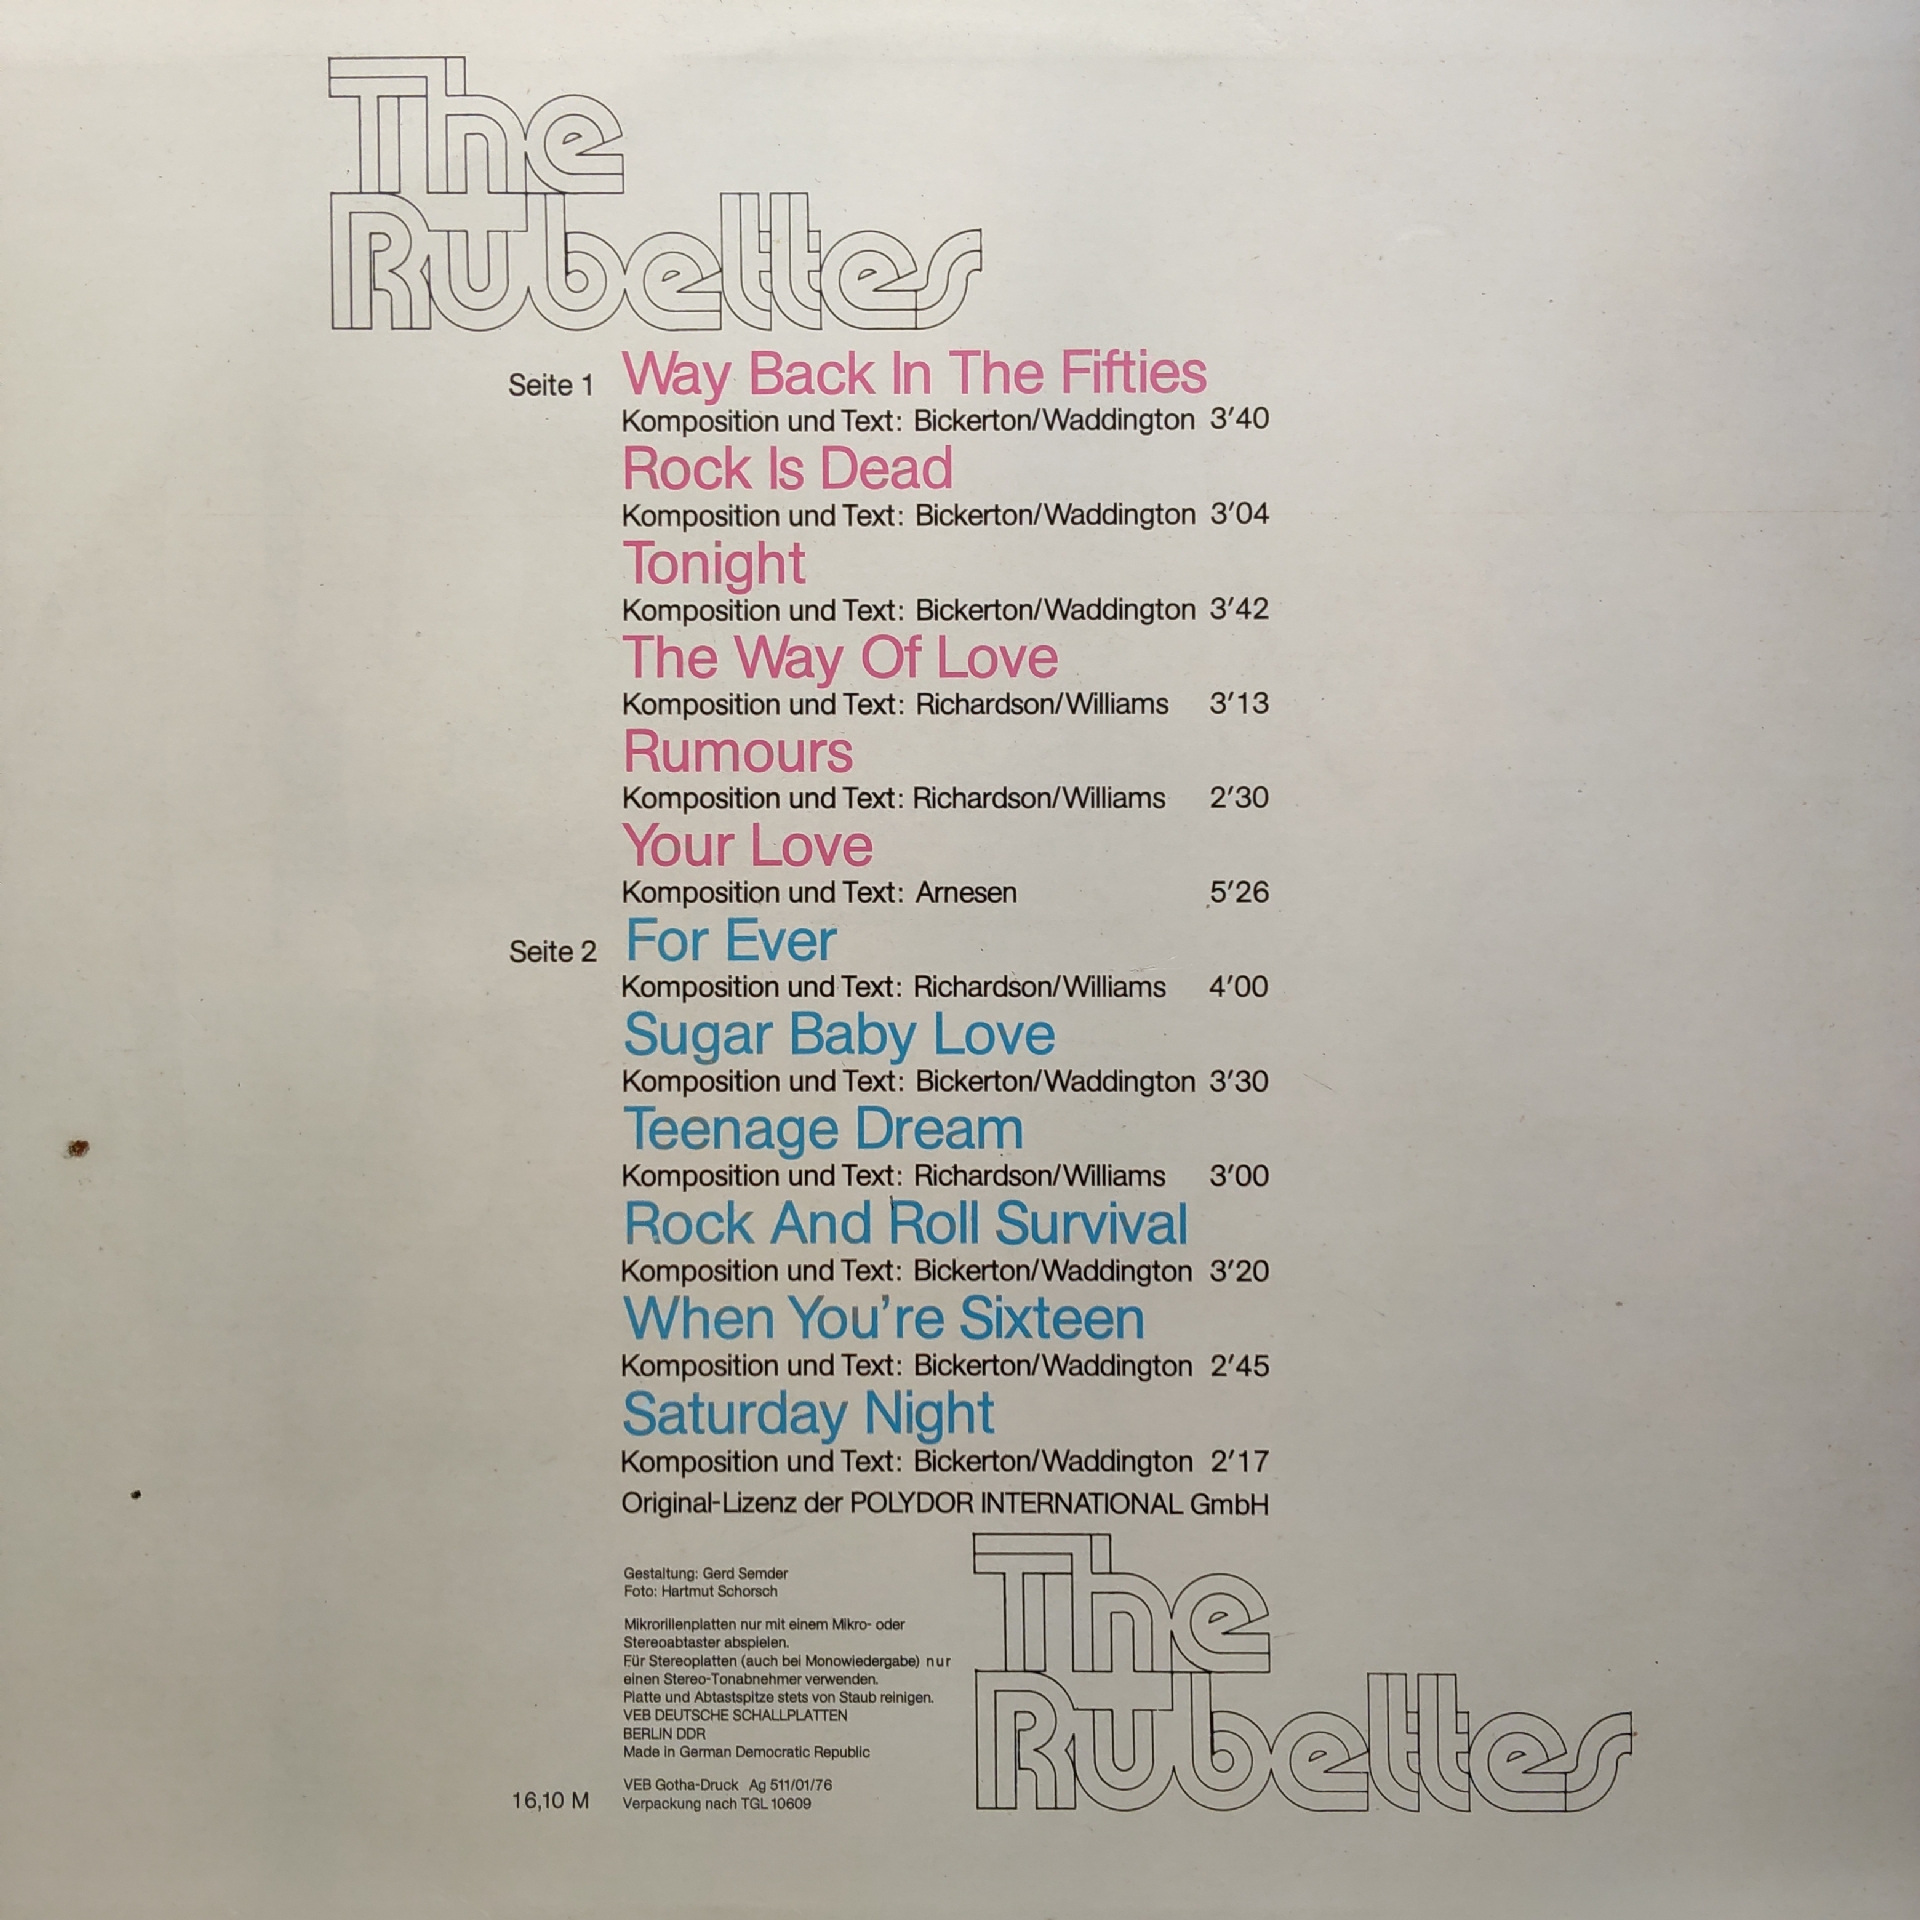 The
Rubettes
Seite 1 Way Back In The Fifties
Komposition und Text: Bickerton/Waddington 3'40
Rock Is Dead
Komposition und Text: Bickerton/Waddington 3'04
Tonight
Komposition und Text: Bickerton/Waddington 3'42
The Way Of Love
Komposition und Text: Richardson/Williams 3'13
Rumours
Komposition und Text: Richardson/Williams 2'30
Your Love
Komposition und Text: Arnesen 5'26
Seite 2 For Ever
Komposition und Text: Richardson/Williams 4'00
Sugar Baby Love
Komposition und Text: Bickerton/Waddington 3'30
Teenage Dream
Komposition und Text: Richardson/Williams 3'00
Rock And Roll Survival
Komposition und Text: Bickerton/Waddington 3'20
When You're Sixteen
Komposition und Text: Bickerton/Waddington 2'45
Saturday Night
Komposition und Text: Bickerton/Waddington 2'17
Original-Lizenz der POLYDOR INTERNATIONAL GmbH
Gestaltung: Gerd Semder
Foto: Hartmut Schorsch
Mikrorillenplatten nur mit einem Mikro- oder
Stereoabtaster abspielen.
Für Stereoplatten (auch bei Monowiedergabe) nur
einen Stereo-Tonabnehmer verwenden.
Platte und Abtastspitze stets von Staub reinigen.
VEB DEUTSCHE SCHALLPLATTEN
BERLIN DDR
Made in German Democratic Republic
VEB Gotha-Druck Ag 511/01/76
16,10 M Verpackung nach TGL 10609
The
Rubettes